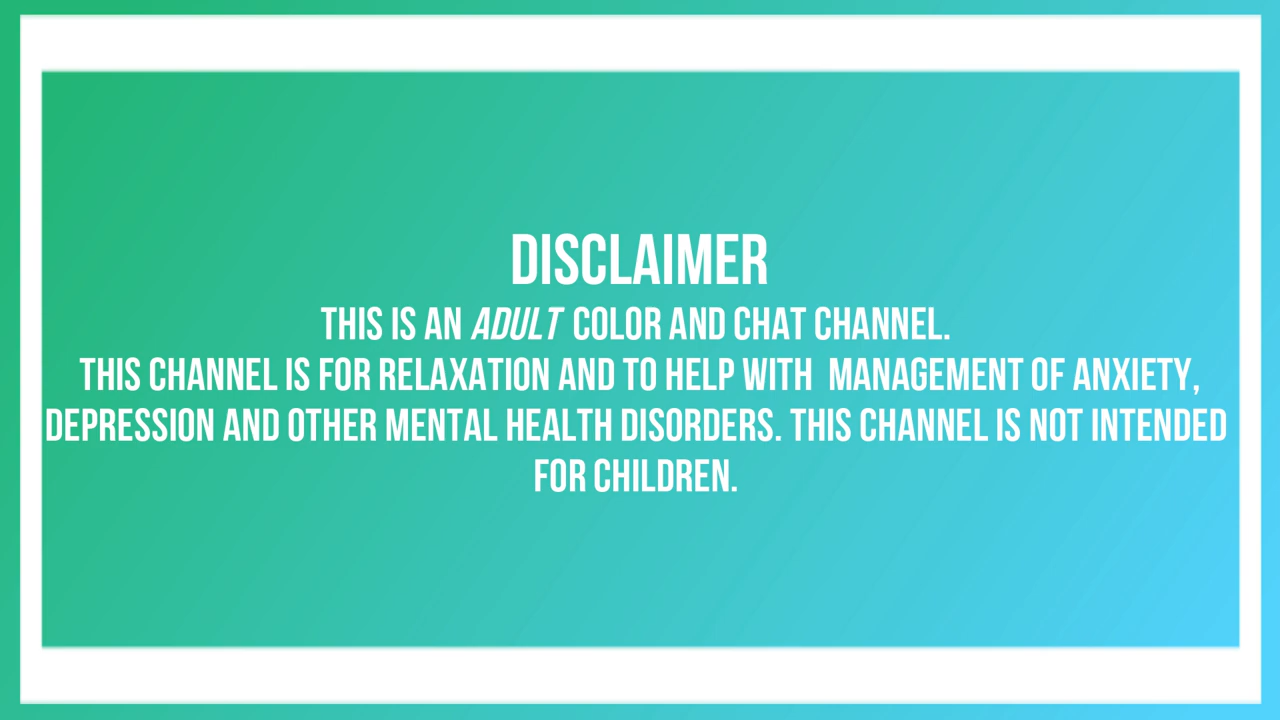 DISCLAIMER
THIS IS AN ADULT COLOR AND CHAT CHANNEL.
THIS CHANNEL IS FOR RELAXATION AND TO HELP WITH MANAGEMENT OF ANXIETY,
DEPRESSION AND OTHER MENTAL HEALTH DISORDERS. THIS CHANNEL IS NOT INTENDED
FOR CHILDREN.